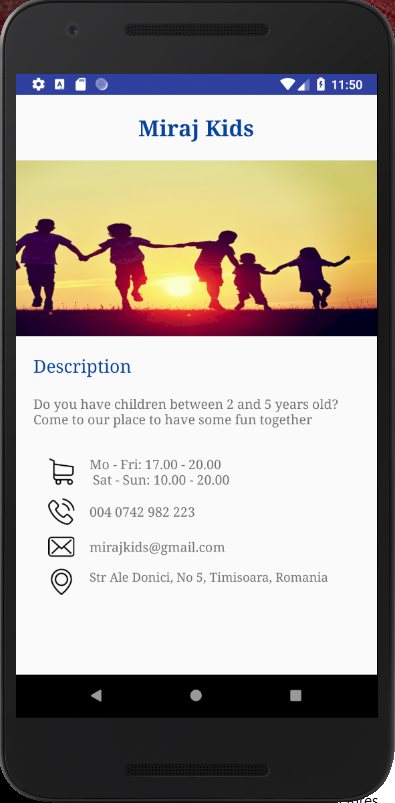 11:50
Miraj Kids
Description
Do you have children between 2 and 5 years old?
Come to our place to have some fun together
Mo - Fri: 17.00 - 20.00
Sat - Sun: 10.00 - 20.00
004 0742 982 223
mirajkids@gmail.com
Str Ale Donici, No 5, Timisoara, Romania